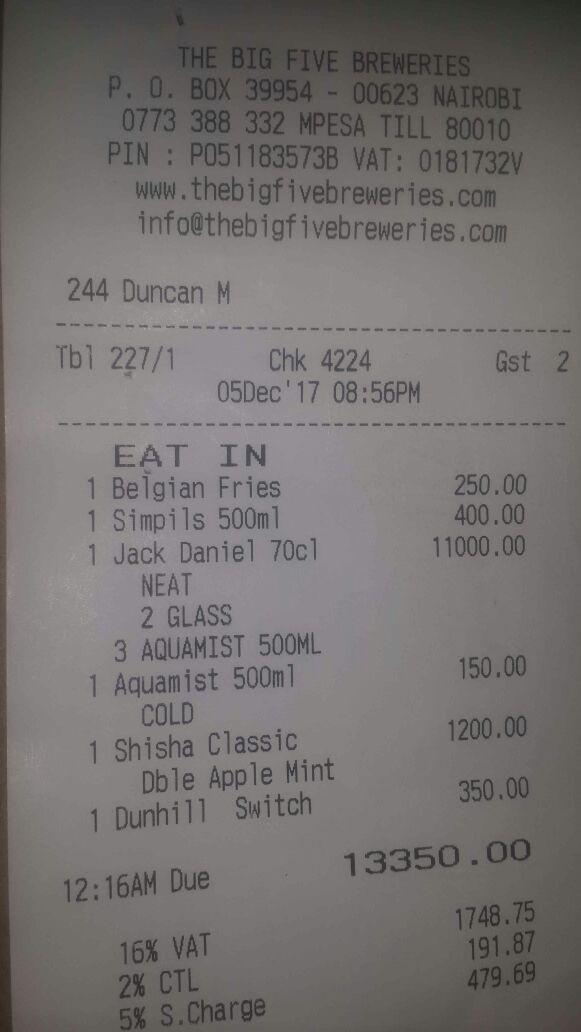 THE BIG FIVE BREWERIES
P. O. BOX 39954 - 00623 NAIROBI
0773 388 332 MPESA TILL 80010
PIN : P051183573B VAT: 0181732V
www.thebigfivebreweries.com
info@thebigfivebreweries.com
244 Duncan M
Tbl 227/1 Chk 4224 Gst 2
05Dec'17 08:56PM
EAT IN
1 Belgian Fries 250.00
1 Simpils 500ml 400.00
1 Jack Daniel 70cl 11000.00
NEAT
2 GLASS
3 AQUAMIST 500ML
1 Aquamist 500ml 150.00
COLD
1 Shisha Classic 1200.00
Dble Apple Mint
1 Dunhill Switch 350.00
12:16AM Due 13350.00
16% VAT 1748.75
2% CTL 191.87
5% S.Charge 479.69